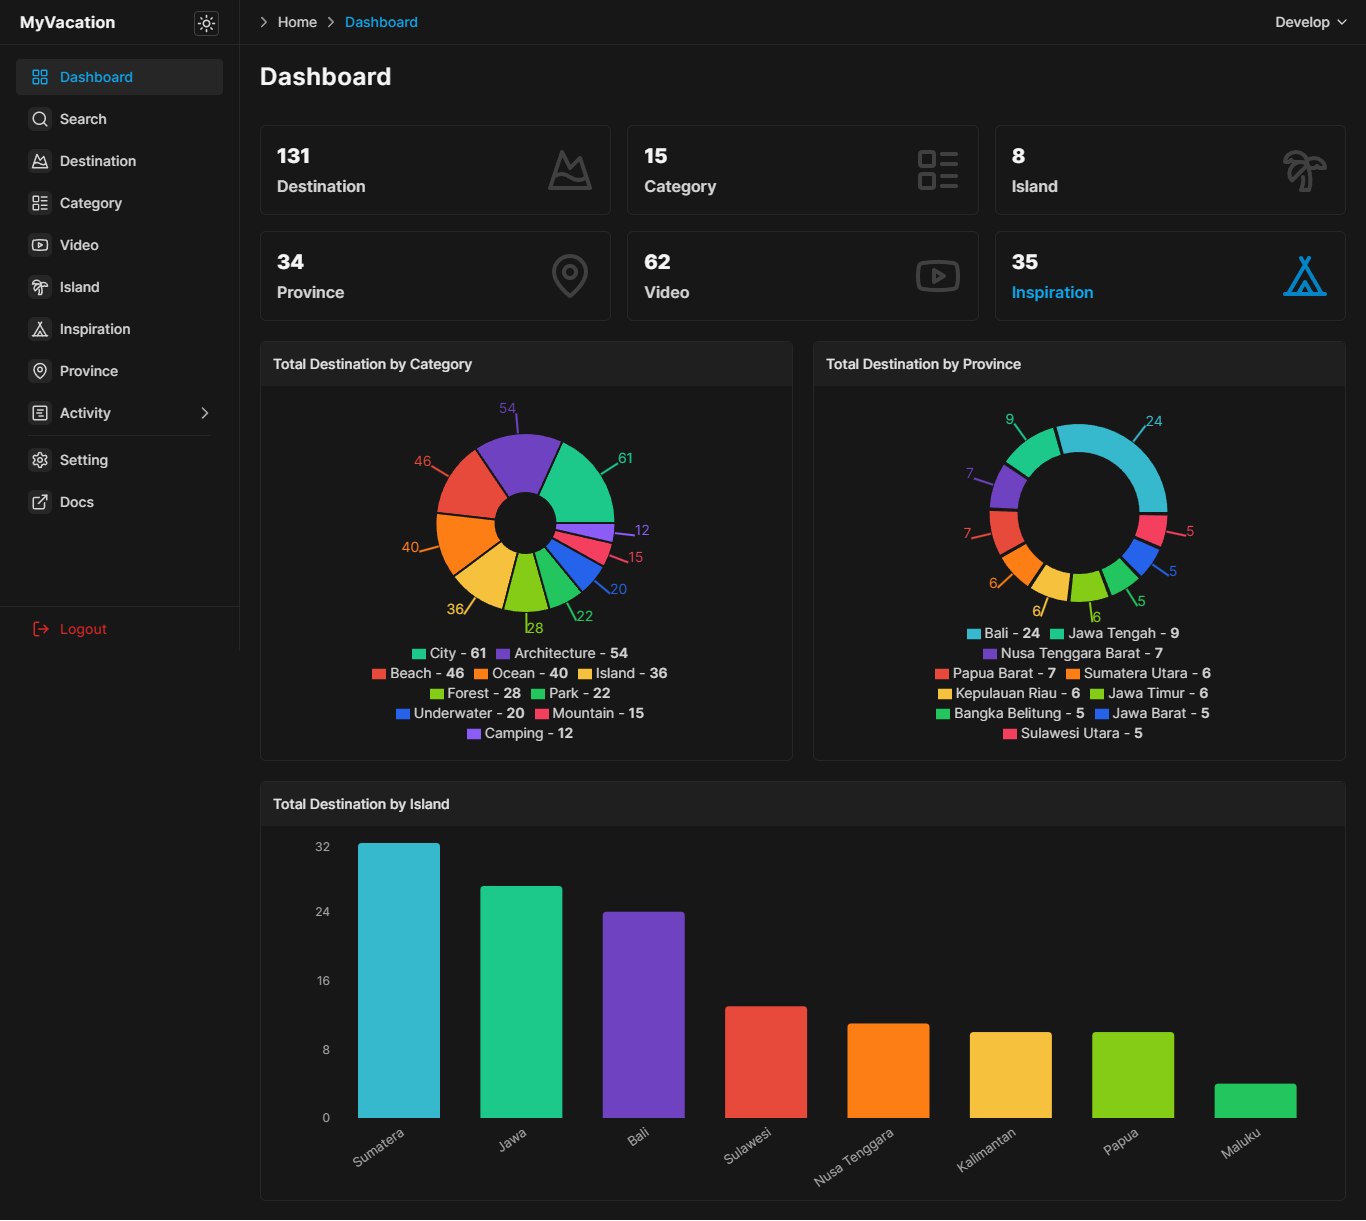 MyVacation
Home
Dashboard
Develop
Dashboard
Search
Destination
Category
Video
Island
Inspiration
Province
Activity
Setting
Docs
Logout
Dashboard
131
Destination
15
Category
8
Island
34
Province
62
Video
35
Inspiration
Total Destination by Category
54
61
46
12
40
15
20
36
22
28
City - 61 Architecture - 54
Beach - 46 Ocean - 40 Island - 36
Forest - 28 Park - 22
Underwater - 20 Mountain - 15
Camping - 12
Total Destination by Province
9
24
7
7
5
5
6
5
6
6
Bali - 24 Jawa Tengah - 9
Nusa Tenggara Barat - 7
Papua Barat - 7 Sumatera Utara - 6
Kepulauan Riau - 6 Jawa Timur - 6
Bangka Belitung - 5 Jawa Barat - 5
Sulawesi Utara - 5
Total Destination by Island
32
24
16
8
0
Sumatera
Jawa
Bali
Sulawesi
Nusa Tenggara
Kalimantan
Papua
Maluku